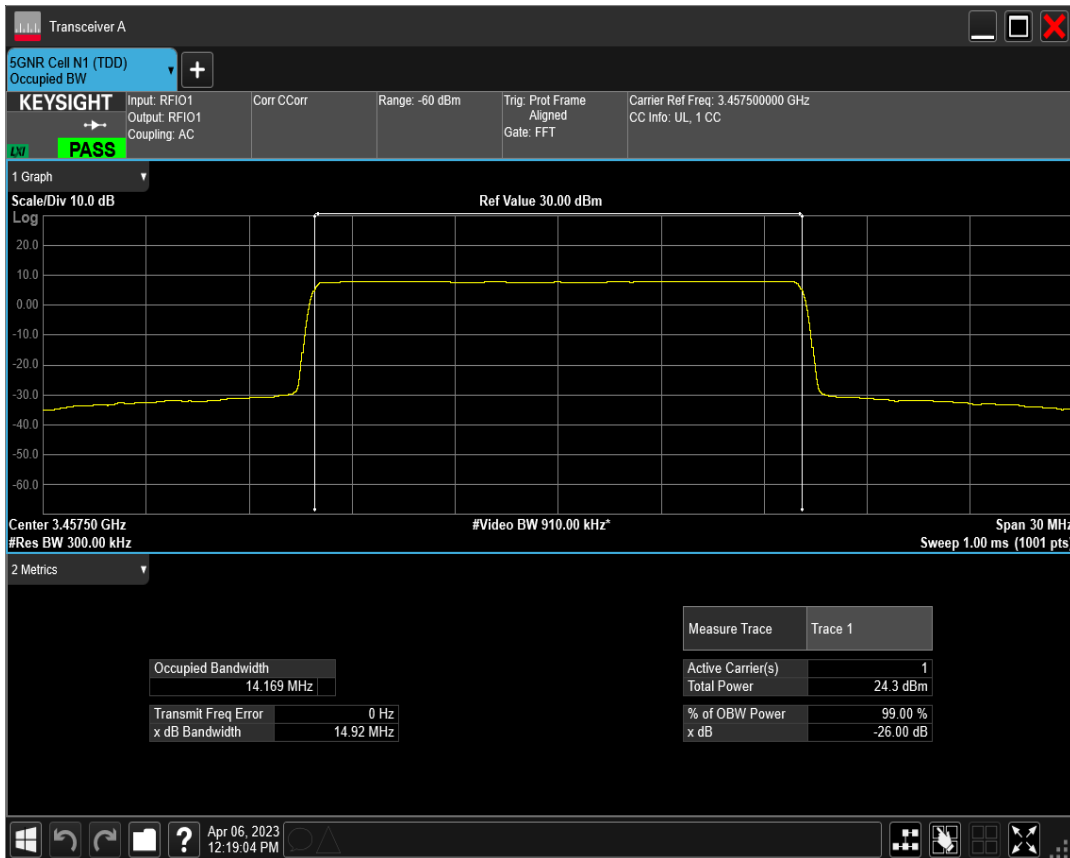 Transceiver A
5GNR Cell N1 (TDD)
Occupied BW
+
KEYSIGHT
LXI
PASS
Input: RFIO1
Output: RFIO1
Coupling: AC
Corr CCorr
Range: -60 dBm
Trig: Prot Frame
Aligned
Gate: FFT
Carrier Ref Freq: 3.457500000 GHz
CC Info: UL, 1 CC
1 Graph
Scale/Div 10.0 dB
Ref Value 30.00 dBm
Log
20.0
10.0
0.00
-10.0
-20.0
-30.0
-40.0
-50.0
-60.0
Center 3.45750 GHz
#Video BW 910.00 kHz*
Span 30 MHz
#Res BW 300.00 kHz
Sweep 1.00 ms (1001 pts)
2 Metrics
Measure Trace Trace 1
Occupied Bandwidth
14.169 MHz
Active Carrier(s) 1
Total Power 24.3 dBm
Transmit Freq Error 0 Hz
x dB Bandwidth 14.92 MHz
% of OBW Power 99.00 %
x dB -26.00 dB
?
Apr 06, 2023
12:19:04 PM